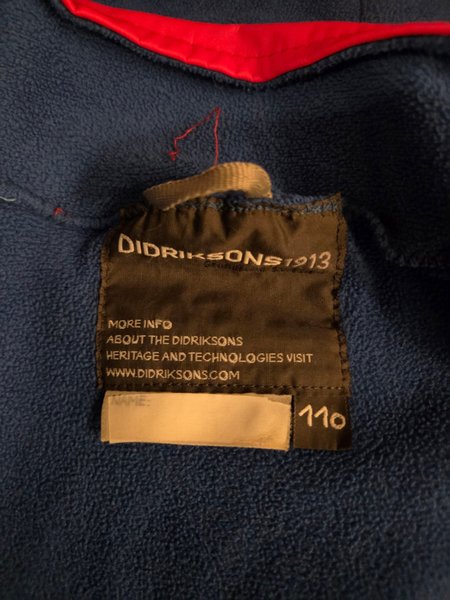 DIDRIKSONS1913
MORE INFO
ABOUT THE DIDRIKSONS
HERITAGE AND TECHNOLOGIES VISIT
WWW.DIDRIKSONS.COM
NAME:
110